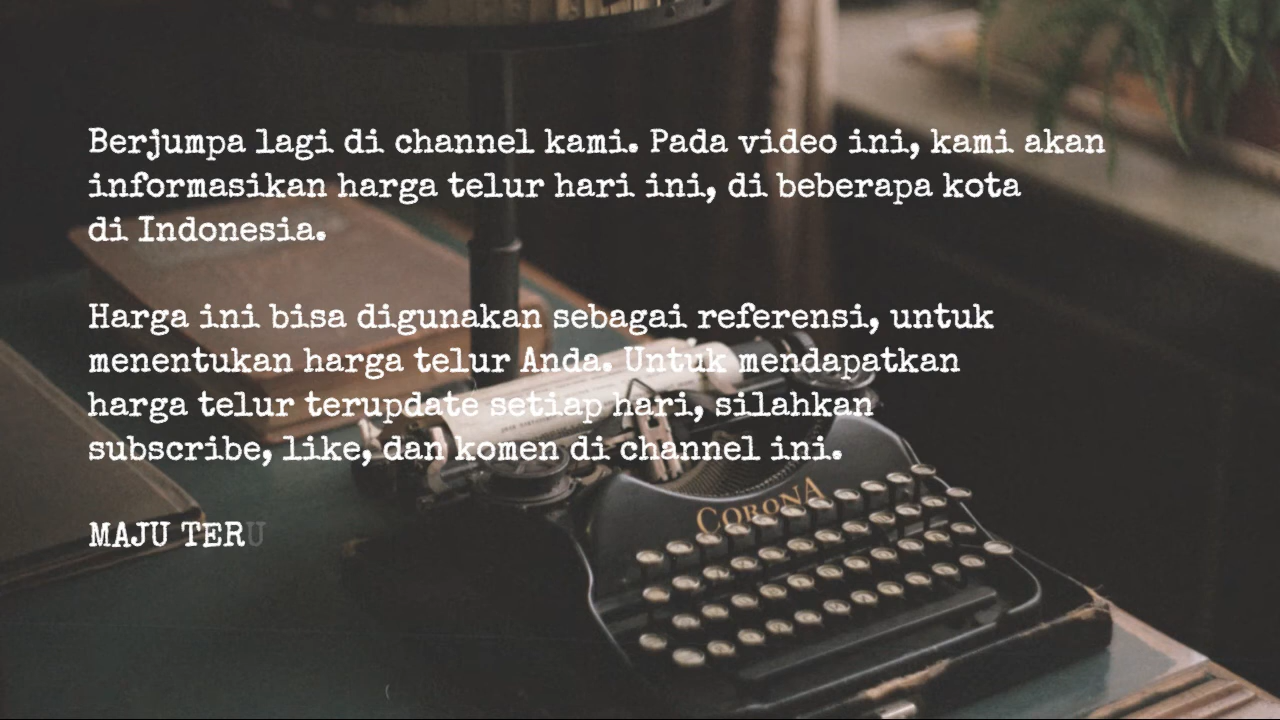 Berjumpa lagi di channel kami. Pada video ini, kami akan
informasikan harga telur hari ini, di beberapa kota
di Indonesia.
Harga ini bisa digunakan sebagai referensi, untuk
menentukan harga telur Anda. Untuk mendapatkan
harga telur terupdate setiap hari, silahkan
subscribe, like, dan komen di channel ini.
MAJU TERU
CORONA